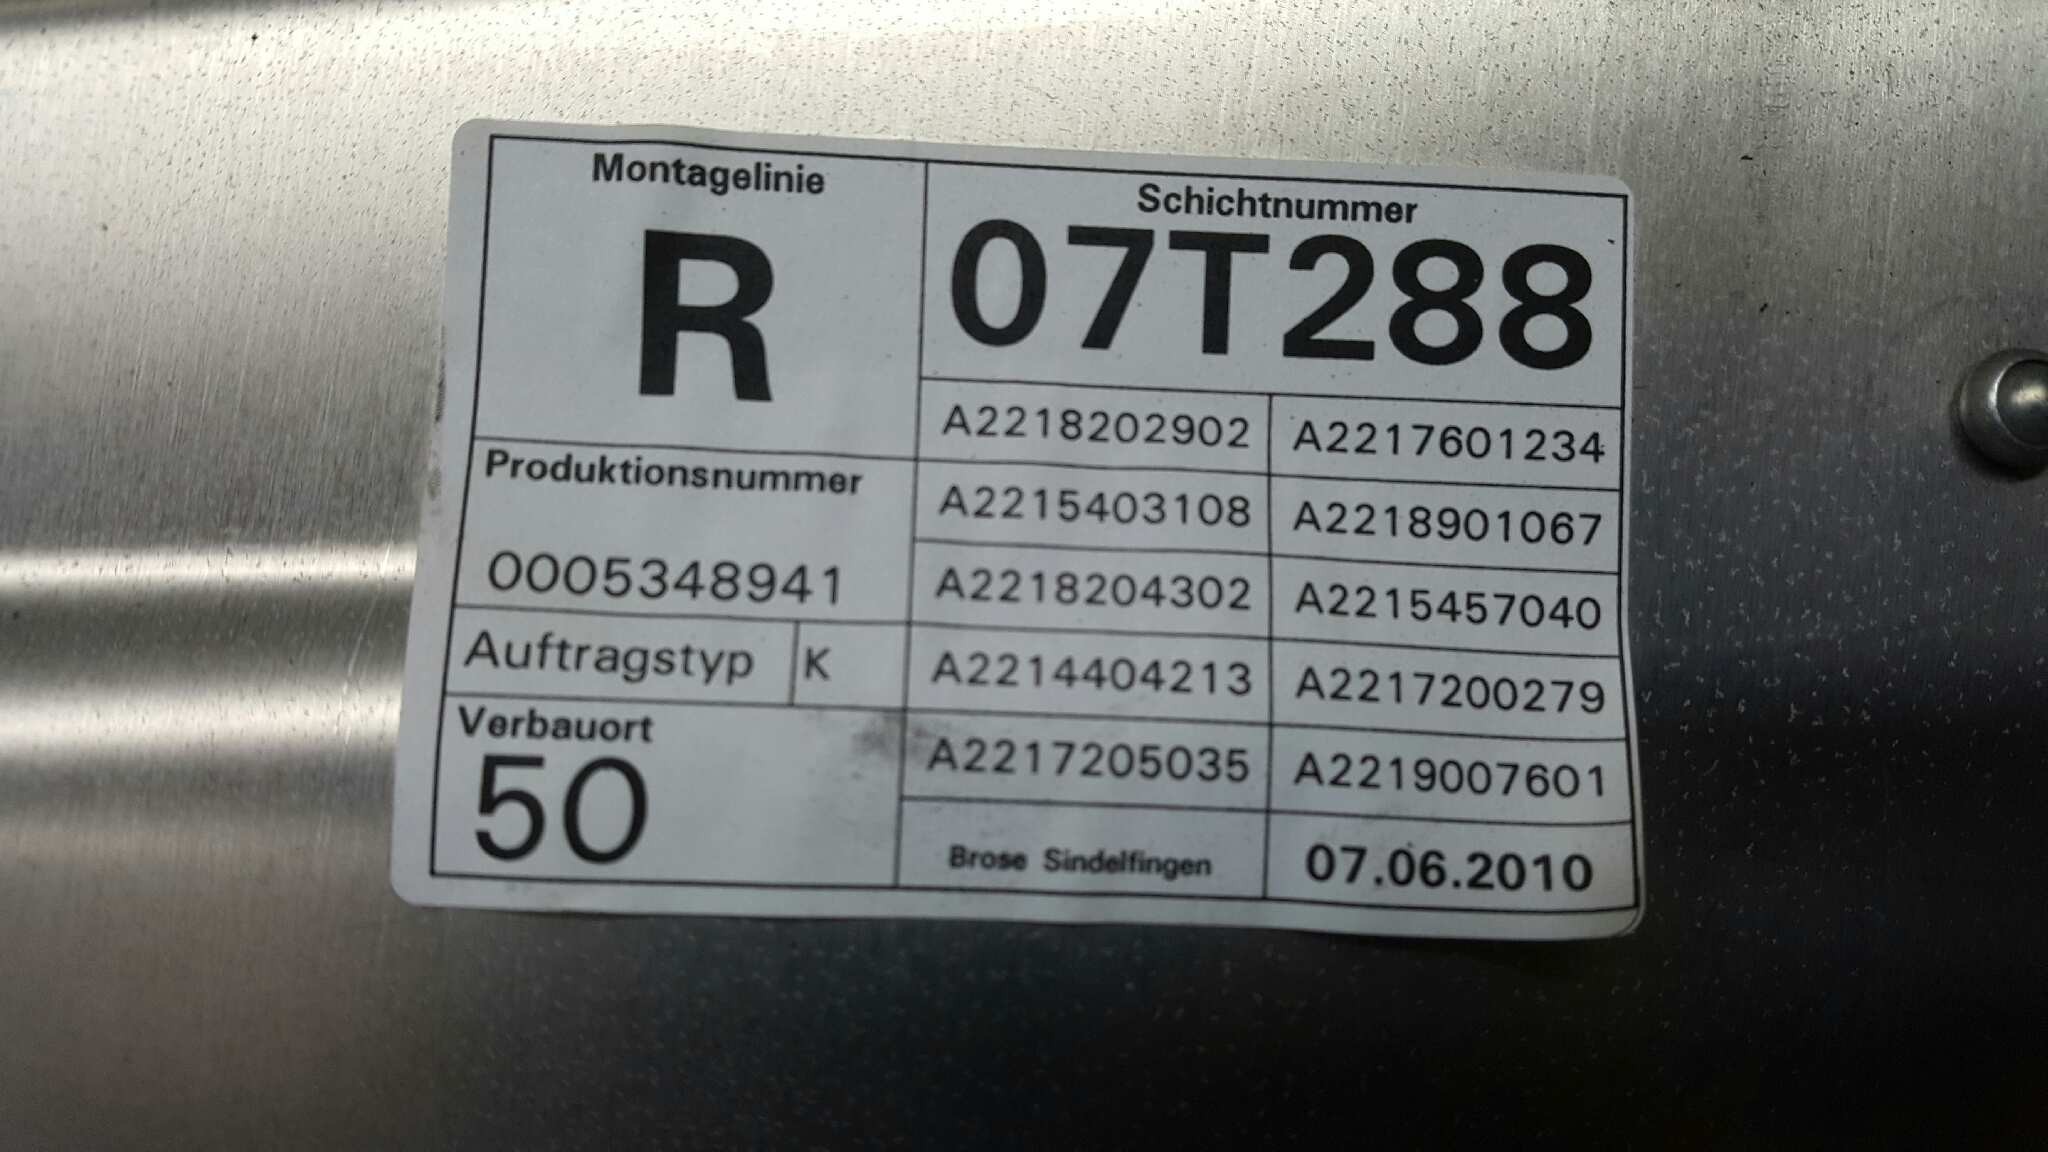 Montagelinie
R
Schichtnummer
07T288
Produktionsnummer
0005348941
Auftragstyp K
Verbauort
50
A2218202902 A2217601234
A2215403108 A2218901067
A2218204302 A2215457040
A2214404213 A2217200279
A2217205035 A2219007601
Brose Sindelfingen 07.06.2010